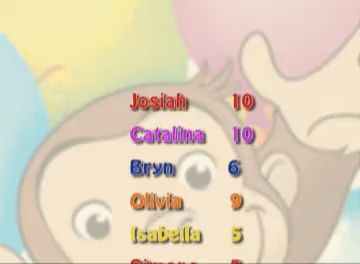 Josiah 10
Catalina 10
Bryn 6
Olivia 9
Isabella 5